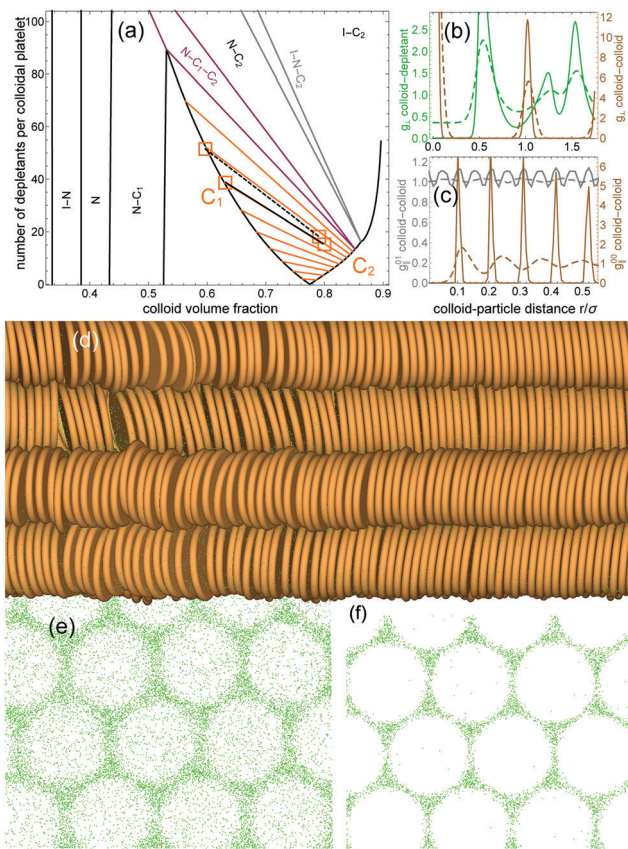 (a)
number of depletants per colloidal platelet
100
80
60
40
20
0
I–N
N
N–C1
N–C1–C2
N–C2
I–N–C2
I–C2
C1
C2
0.4
0.5
0.6
0.7
0.8
0.9
colloid volume fraction
(b)
g⊥ colloid–depletant
2.5
2.0
1.5
1.0
0.5
0.0
12
10
8
6
4
2
0
g⊥ colloid–colloid
0.0
0.5
1.0
1.5
(c)
g∥01 colloid–colloid
1.2
1.0
0.8
0.6
0.4
0.2
0.0
6
5
4
3
2
1
0
g∥00 colloid–colloid
0.1
0.2
0.3
0.4
0.5
colloid–particle distance r/σ
(d)
(e)
(f)